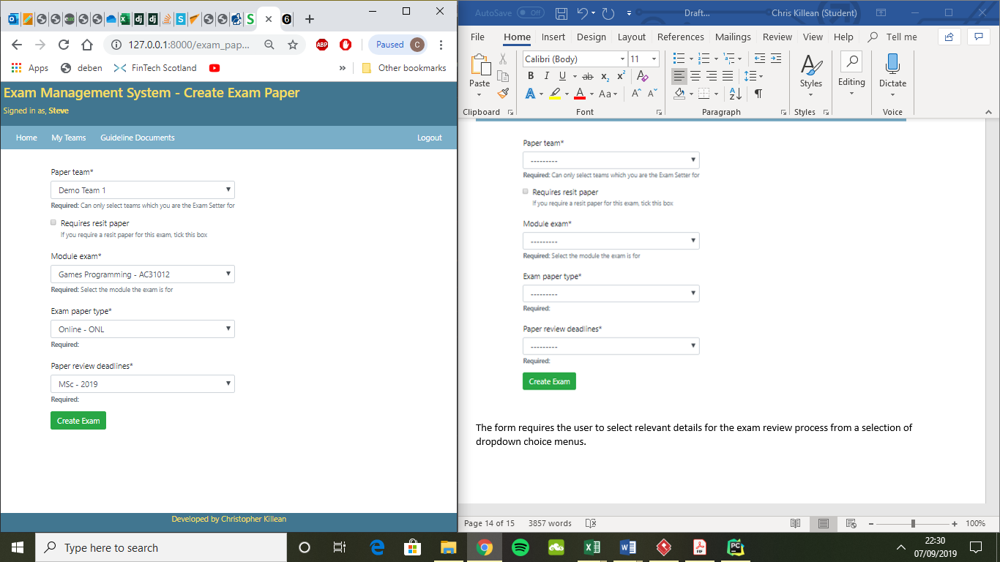 127.0.0.1:8000/exam_pap...
ABP
Paused
C
Apps
deben
FinTech Scotland
»
Other bookmarks
Exam Management System - Create Exam Paper
Signed in as, Steve
Home
My Teams
Guideline Documents
Logout
Paper team*
Demo Team 1
Required: Can only select teams which you are the Exam Setter for
Requires resit paper
If you require a resit paper for this exam, tick this box
Module exam*
Games Programming - AC31012
Required: Select the module the exam is for
Exam paper type*
Online - ONL
Required:
Paper review deadlines*
MSc - 2019
Required:
Create Exam
Developed by Christopher Killean
AutoSave Off
Draft...
Chris Killean (Student)
File Home Insert Design Layout References Mailings Review View Help Tell me
Calibri (Body) 11
Paste
Clipboard
B I U ab x₂ x²
A A Aa A A
Font
Paragraph
Styles
Styles
Editing
Dictate
Voice
Paper team*
---------
Required: Can only select teams which you are the Exam Setter for
Requires resit paper
If you require a resit paper for this exam, tick this box
Module exam*
---------
Required: Select the module the exam is for
Exam paper type*
---------
Required:
Paper review deadlines*
---------
Required:
Create Exam
The form requires the user to select relevant details for the exam review process from a selection of
dropdown choice menus.
Page 14 of 15 3857 words
100%
Type here to search
22:30
07/09/2019